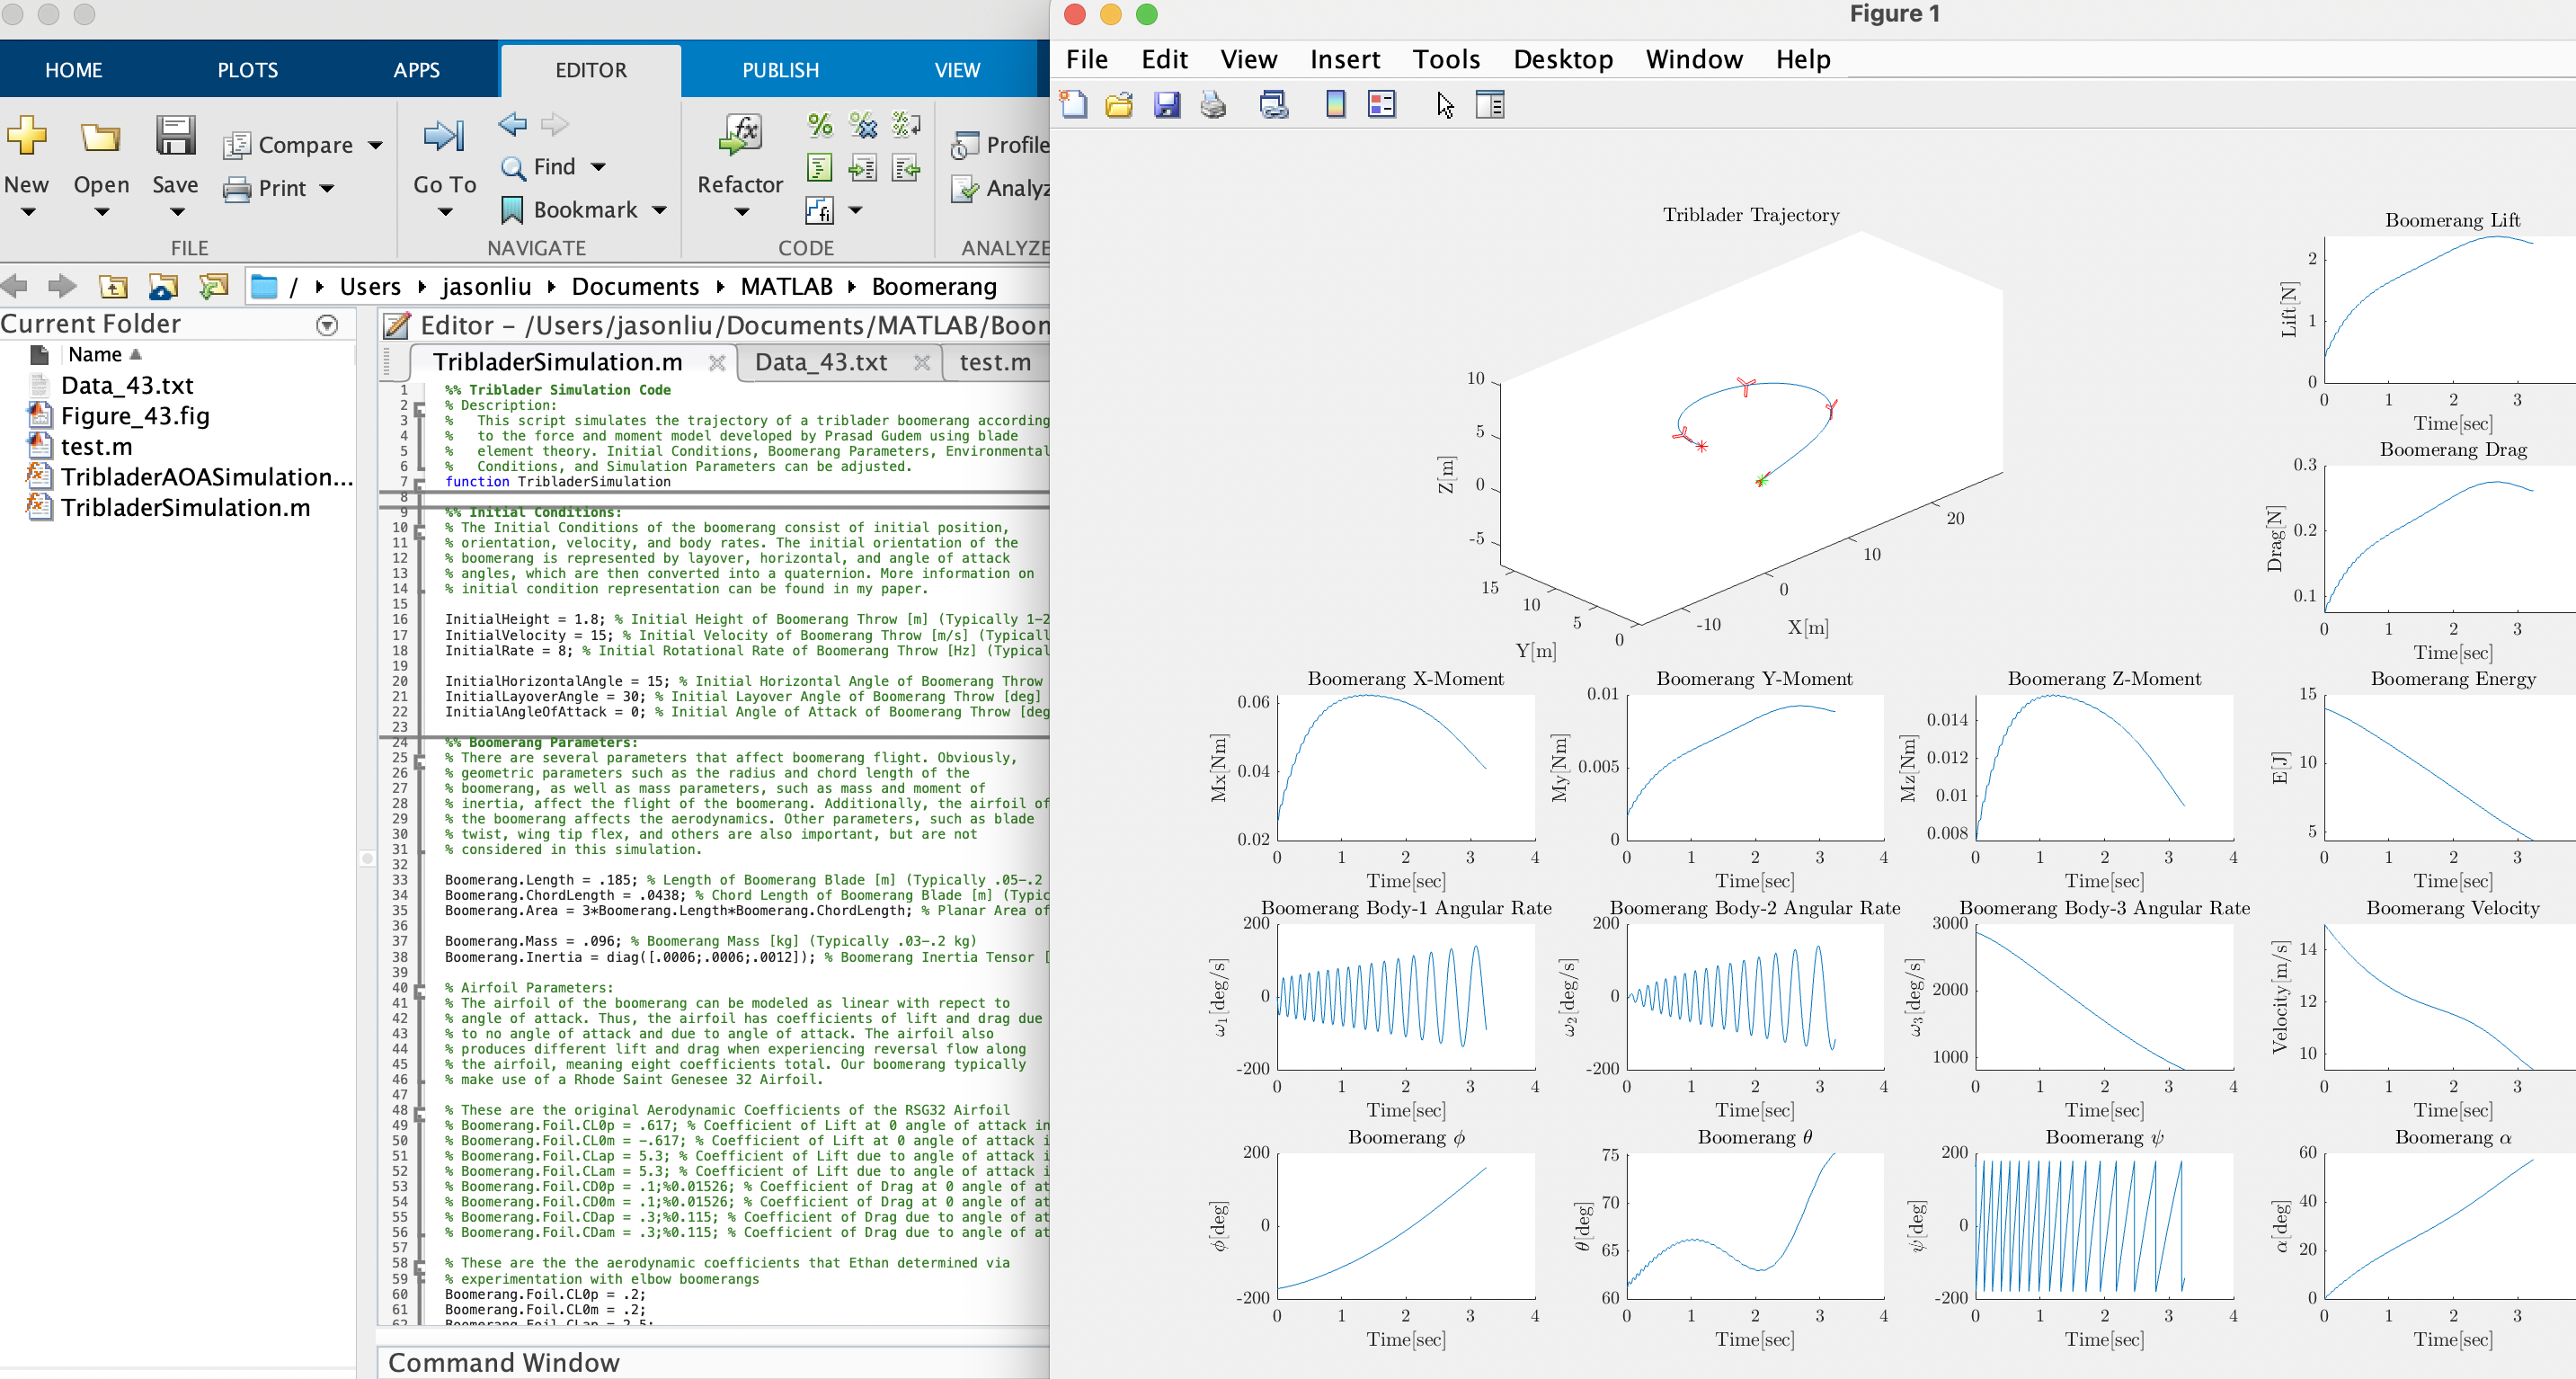 HOME PLOTS APPS EDITOR PUBLISH VIEW
New Open Save Compare Print
FILE
Go To Find Bookmark
NAVIGATE
Refactor fx fi
CODE
Profile
Analyz
ANALYZE
/ Users jasonliu Documents MATLAB Boomerang
Current Folder
Name
Data_43.txt
Figure_43.fig
test.m
TribladerAOASimulation...
TribladerSimulation.m
Editor – /Users/jasonliu/Documents/MATLAB/Boon
TribladerSimulation.m Data_43.txt test.m
1 %% Triblader Simulation Code
2 % Description:
3 % This script simulates the trajectory of a triblader boomerang according
4 % to the force and moment model developed by Prasad Gudem using blade
5 % element theory. Initial Conditions, Boomerang Parameters, Environmental
6 % Conditions, and Simulation Parameters can be adjusted.
7 function TribladerSimulation
8
9 %% Initial Conditions:
10 % The Initial Conditions of the boomerang consist of initial position,
11 % orientation, velocity, and body rates. The initial orientation of the
12 % boomerang is represented by layover, horizontal, and angle of attack
13 % angles, which are then converted into a quaternion. More information on
14 % initial condition representation can be found in my paper.
15
16 InitialHeight = 1.8; % Initial Height of Boomerang Throw [m] (Typically 1-2
17 InitialVelocity = 15; % Initial Velocity of Boomerang Throw [m/s] (Typicall
18 InitialRate = 8; % Initial Rotational Rate of Boomerang Throw [Hz] (Typical
19
20 InitialHorizontalAngle = 15; % Initial Horizontal Angle of Boomerang Throw
21 InitialLayoverAngle = 30; % Initial Layover Angle of Boomerang Throw [deg]
22 InitialAngleOfAttack = 0; % Initial Angle of Attack of Boomerang Throw [deg
23
24 %% Boomerang Parameters:
25 % There are several parameters that affect boomerang flight. Obviously,
26 % geometric parameters such as the radius and chord length of the
27 % boomerang, as well as mass parameters, such as mass and moment of
28 % inertia, affect the flight of the boomerang. Additionally, the airfoil of
29 % the boomerang affects the aerodynamics. Other parameters, such as blade
30 % twist, wing tip flex, and others are also important, but are not
31 % considered in this simulation.
32
33 Boomerang.Length = .185; % Length of Boomerang Blade [m] (Typically .05-.2
34 Boomerang.ChordLength = .0438; % Chord Length of Boomerang Blade [m] (Typic
35 Boomerang.Area = 3*Boomerang.Length*Boomerang.ChordLength; % Planar Area of
36
37 Boomerang.Mass = .096; % Boomerang Mass [kg] (Typically .03-.2 kg)
38 Boomerang.Inertia = diag([.0006;.0006;.0012]); % Boomerang Inertia Tensor [
39
40 % Airfoil Parameters:
41 % The airfoil of the boomerang can be modeled as linear with repect to
42 % angle of attack. Thus, the airfoil has coefficients of lift and drag due
43 % to no angle of attack and due to angle of attack. The airfoil also
44 % produces different lift and drag when experiencing reversal flow along
45 % the airfoil, meaning eight coefficients total. Our boomerang typically
46 % make use of a Rhode Saint Genesee 32 Airfoil.
47
48 % These are the original Aerodynamic Coefficients of the RSG32 Airfoil
49 % Boomerang.Foil.CL0p = .617; % Coefficient of Lift at 0 angle of attack in
50 % Boomerang.Foil.CL0m = -.617; % Coefficient of Lift at 0 angle of attack i
51 % Boomerang.Foil.CLap = 5.3; % Coefficient of Lift due to angle of attack i
52 % Boomerang.Foil.CLam = 5.3; % Coefficient of Lift due to angle of attack i
53 % Boomerang.Foil.CD0p = .1;%0.01526; % Coefficient of Drag at 0 angle of at
54 % Boomerang.Foil.CD0m = .1;%0.01526; % Coefficient of Drag at 0 angle of at
55 % Boomerang.Foil.CDap = .3;%0.115; % Coefficient of Drag due to angle of at
56 % Boomerang.Foil.CDam = .3;%0.115; % Coefficient of Drag due to angle of at
57
58 % These are the the aerodynamic coefficients that Ethan determined via
59 % experimentation with elbow boomerangs
60 Boomerang.Foil.CL0p = .2;
61 Boomerang.Foil.CL0m = .2;
62 Boomerang.Foil.CLap = 2.5;
Command Window
Figure 1
File Edit View Insert Tools Desktop Window Help
Triblader Trajectory
10
5
0
-5
Z[m]
15
10
5
0
Y[m]
-10
0
10
20
X[m]
Boomerang Lift
2
1
0
Lift[N]
0 1 2 3
Time[sec]
Boomerang Drag
0.3
0.2
0.1
Drag[N]
0 1 2 3
Time[sec]
Boomerang X-Moment
0.06
0.04
0.02
Mx[Nm]
0 1 2 3 4
Time[sec]
Boomerang Y-Moment
0.01
0.005
0
My[Nm]
0 1 2 3 4
Time[sec]
Boomerang Z-Moment
0.014
0.012
0.01
0.008
Mz[Nm]
0 1 2 3 4
Time[sec]
Boomerang Energy
15
10
5
E[J]
0 1 2 3
Time[sec]
Boomerang Body-1 Angular Rate
200
0
-200
ω1[deg/s]
0 1 2 3 4
Time[sec]
Boomerang Body-2 Angular Rate
200
0
-200
ω2[deg/s]
0 1 2 3 4
Time[sec]
Boomerang Body-3 Angular Rate
3000
2000
1000
ω3[deg/s]
0 1 2 3 4
Time[sec]
Boomerang Velocity
14
12
10
Velocity[m/s]
0 1 2 3
Time[sec]
Boomerang ϕ
200
0
-200
ϕ[deg]
0 1 2 3 4
Time[sec]
Boomerang θ
75
70
65
60
θ[deg]
0 1 2 3 4
Time[sec]
Boomerang ψ
200
0
-200
ψ[deg]
0 1 2 3 4
Time[sec]
Boomerang α
60
40
20
0
α[deg]
0 1 2 3
Time[sec]